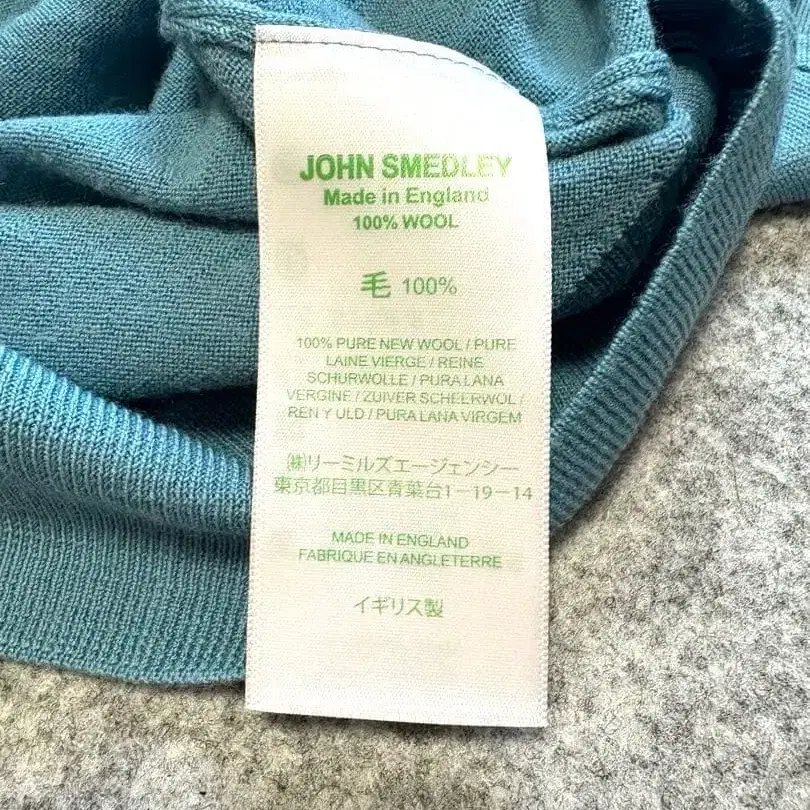 JOHN SMEDLEY
Made in England
100% WOOL
毛 100%
100% PURE NEW WOOL / PURE
LAINE VIERGE / REINE
SCHURWOLLE / PURA LANA
VERGINE / ZUIVER SCHEERWOL /
REN Y ULD / PURA LANA VIRGEM
㈱リーミルズエージェンシー
東京都目黒区青葉台1-19-14
MADE IN ENGLAND
FABRIQUE EN ANGLETERRE
イギリス製